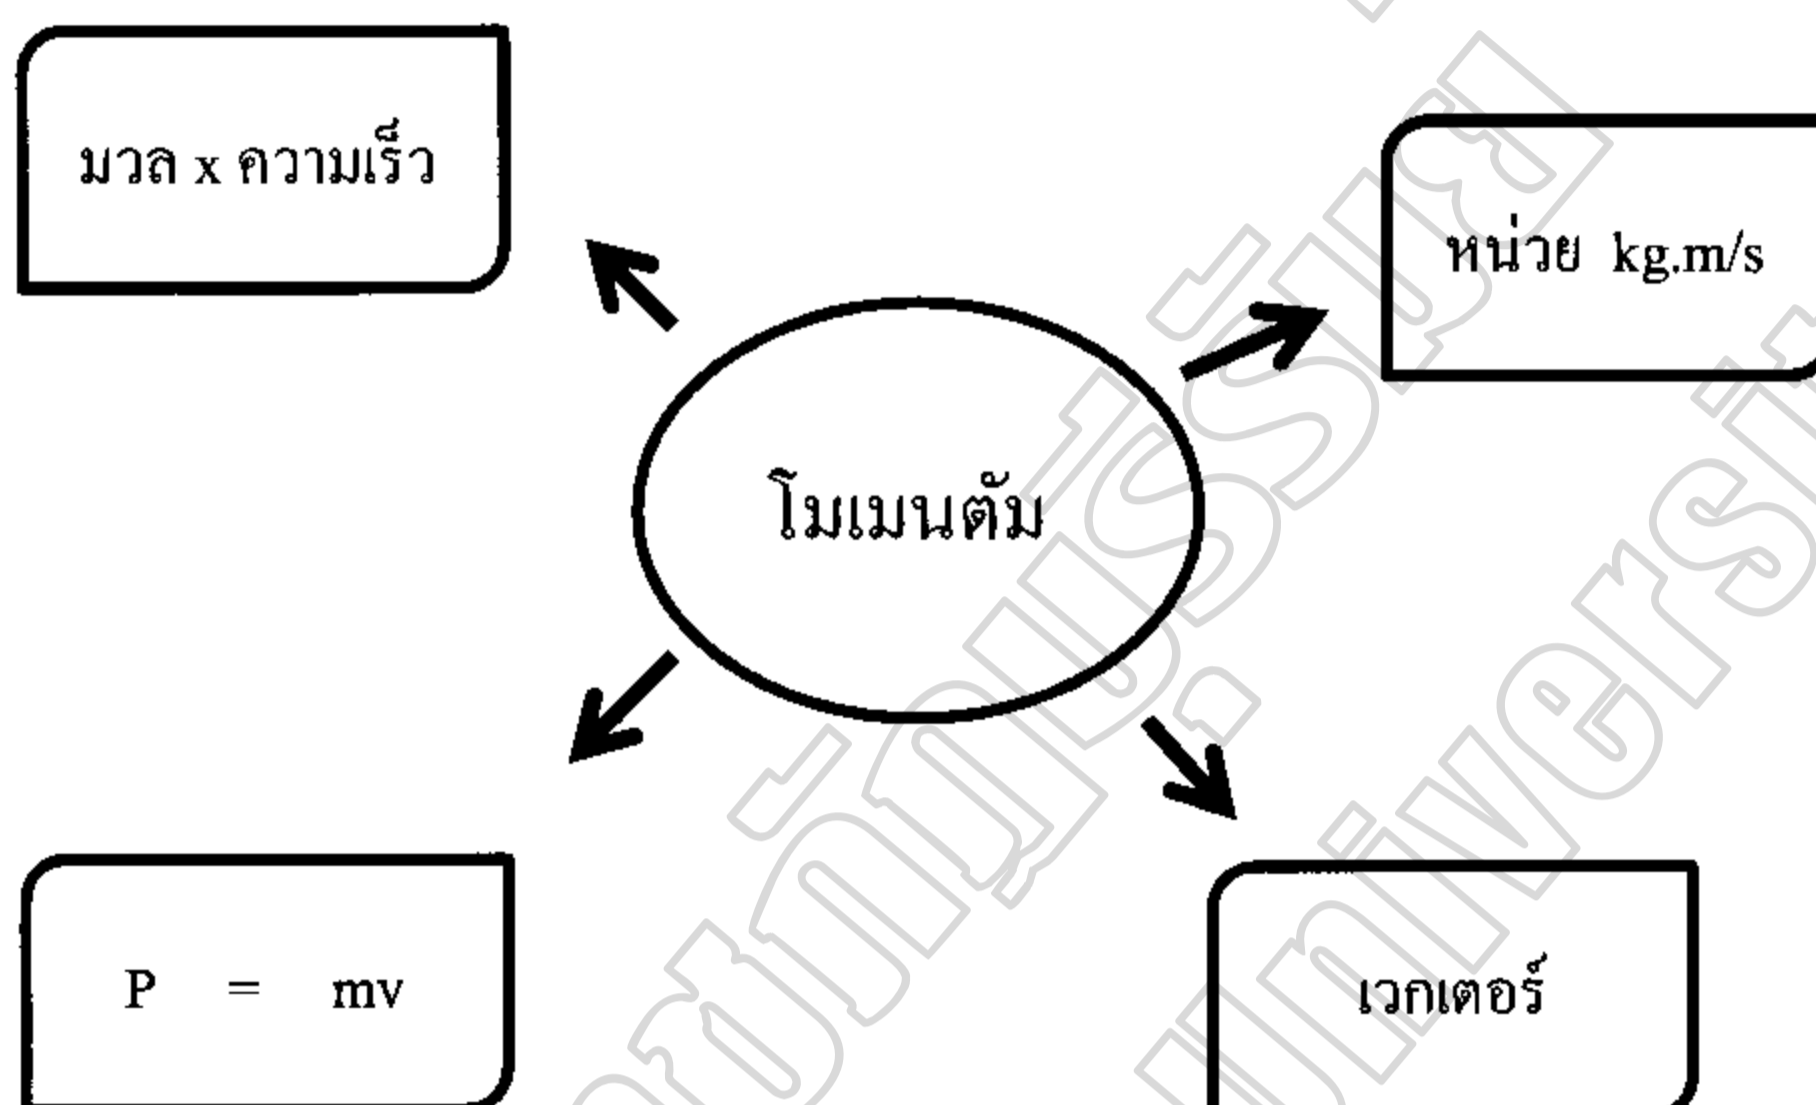 มวล x ความเร็ว
หน่วย kg.m/s
โมเมนตัม
P = mv
เวกเตอร์